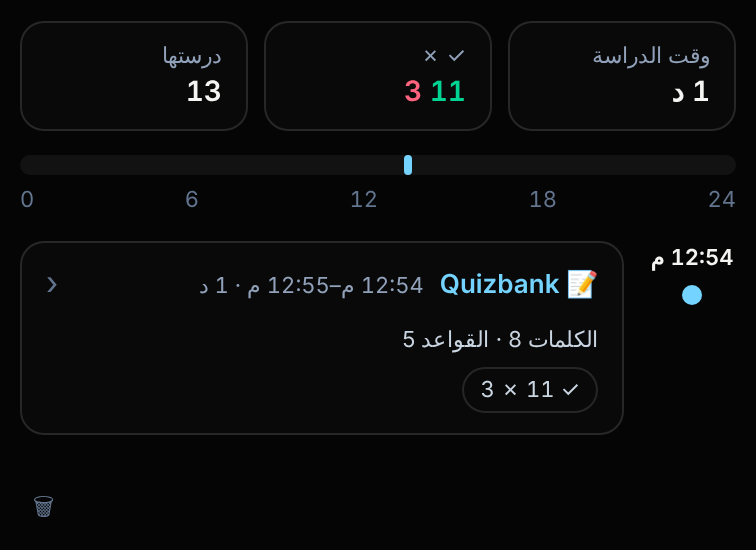 وقت الدراسة
1 د
✓ ×
11 3
درستها
13
0 6 12 18 24
12:54 م
📝 Quizbank 12:54 م–12:55 م · 1 د
الكلمات 8 · القواعد 5
✓ 11 × 3